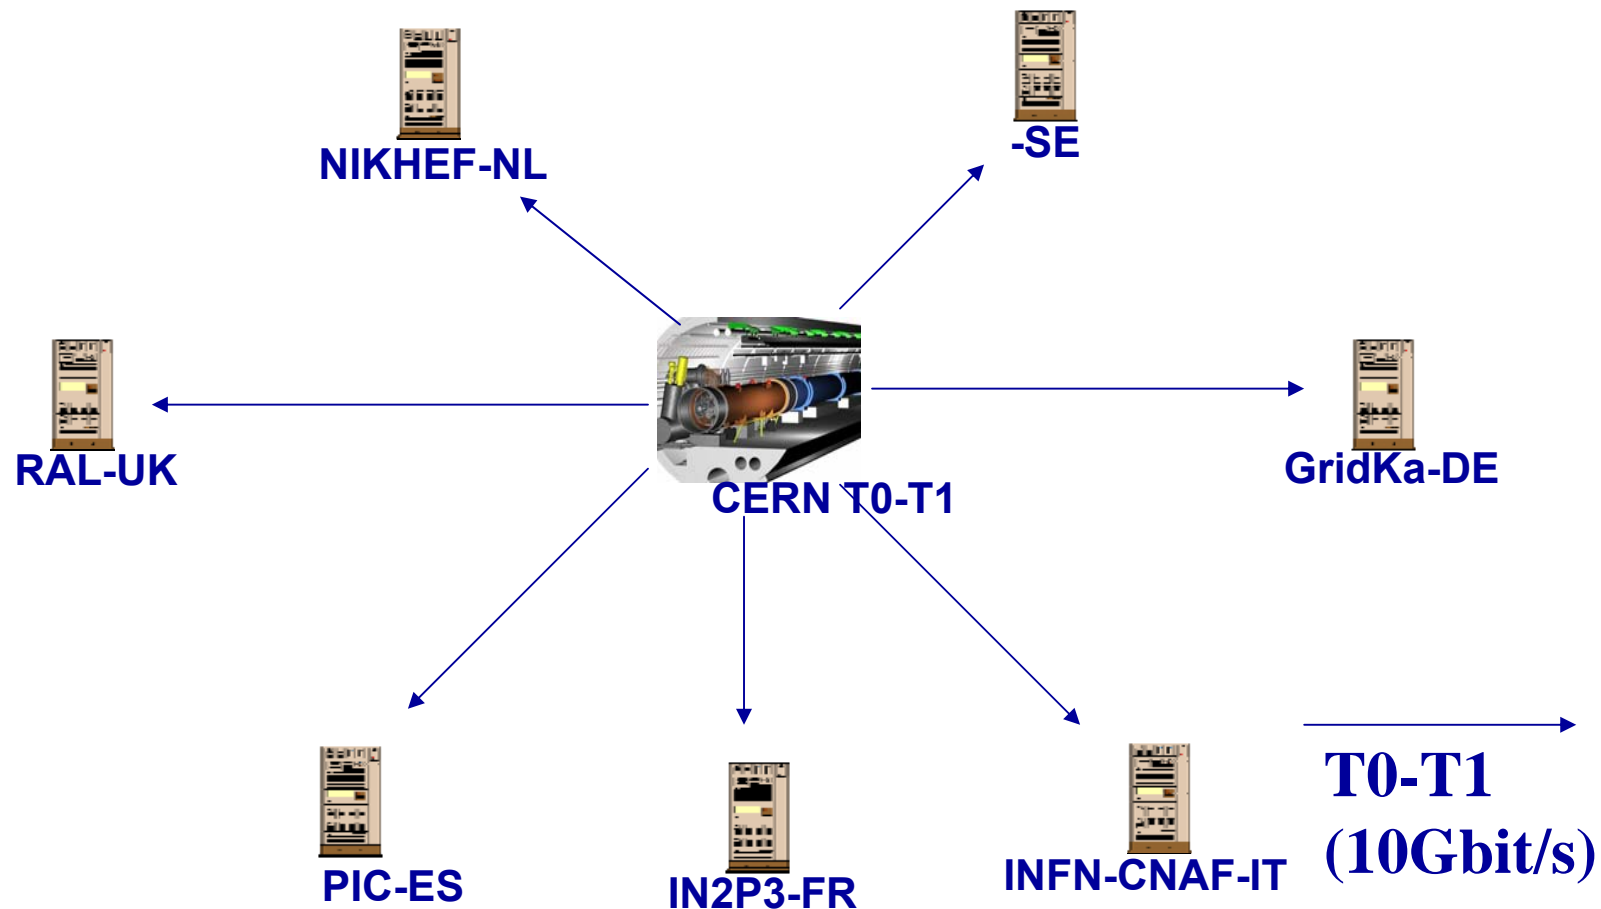 NIKHEF-NL
-SE
RAL-UK
GridKa-DE
CERN T0-T1
PIC-ES
IN2P3-FR
INFN-CNAF-IT
T0-T1
(10Gbit/s)